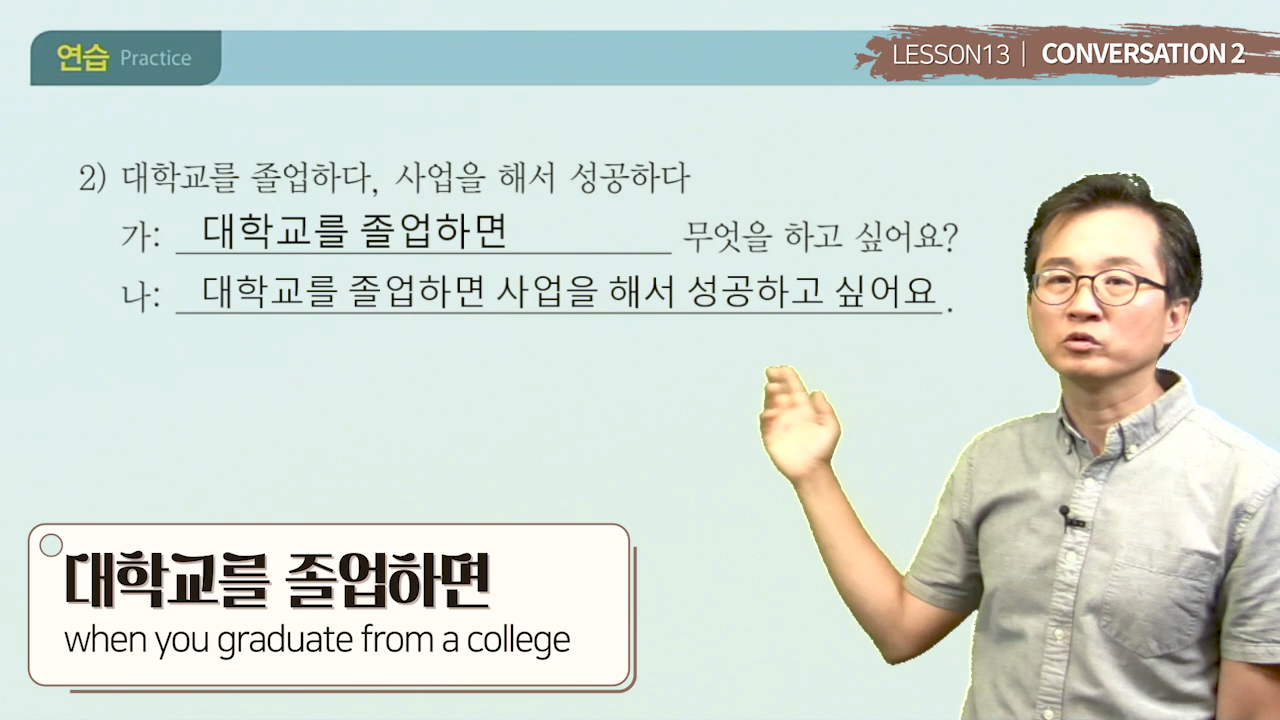 연습 Practice
LESSON13 | CONVERSATION 2
2) 대학교를 졸업하다, 사업을 해서 성공하다
가: 대학교를 졸업하면 무엇을 하고 싶어요?
나: 대학교를 졸업하면 사업을 해서 성공하고 싶어요.
대학교를 졸업하면
when you graduate from a college